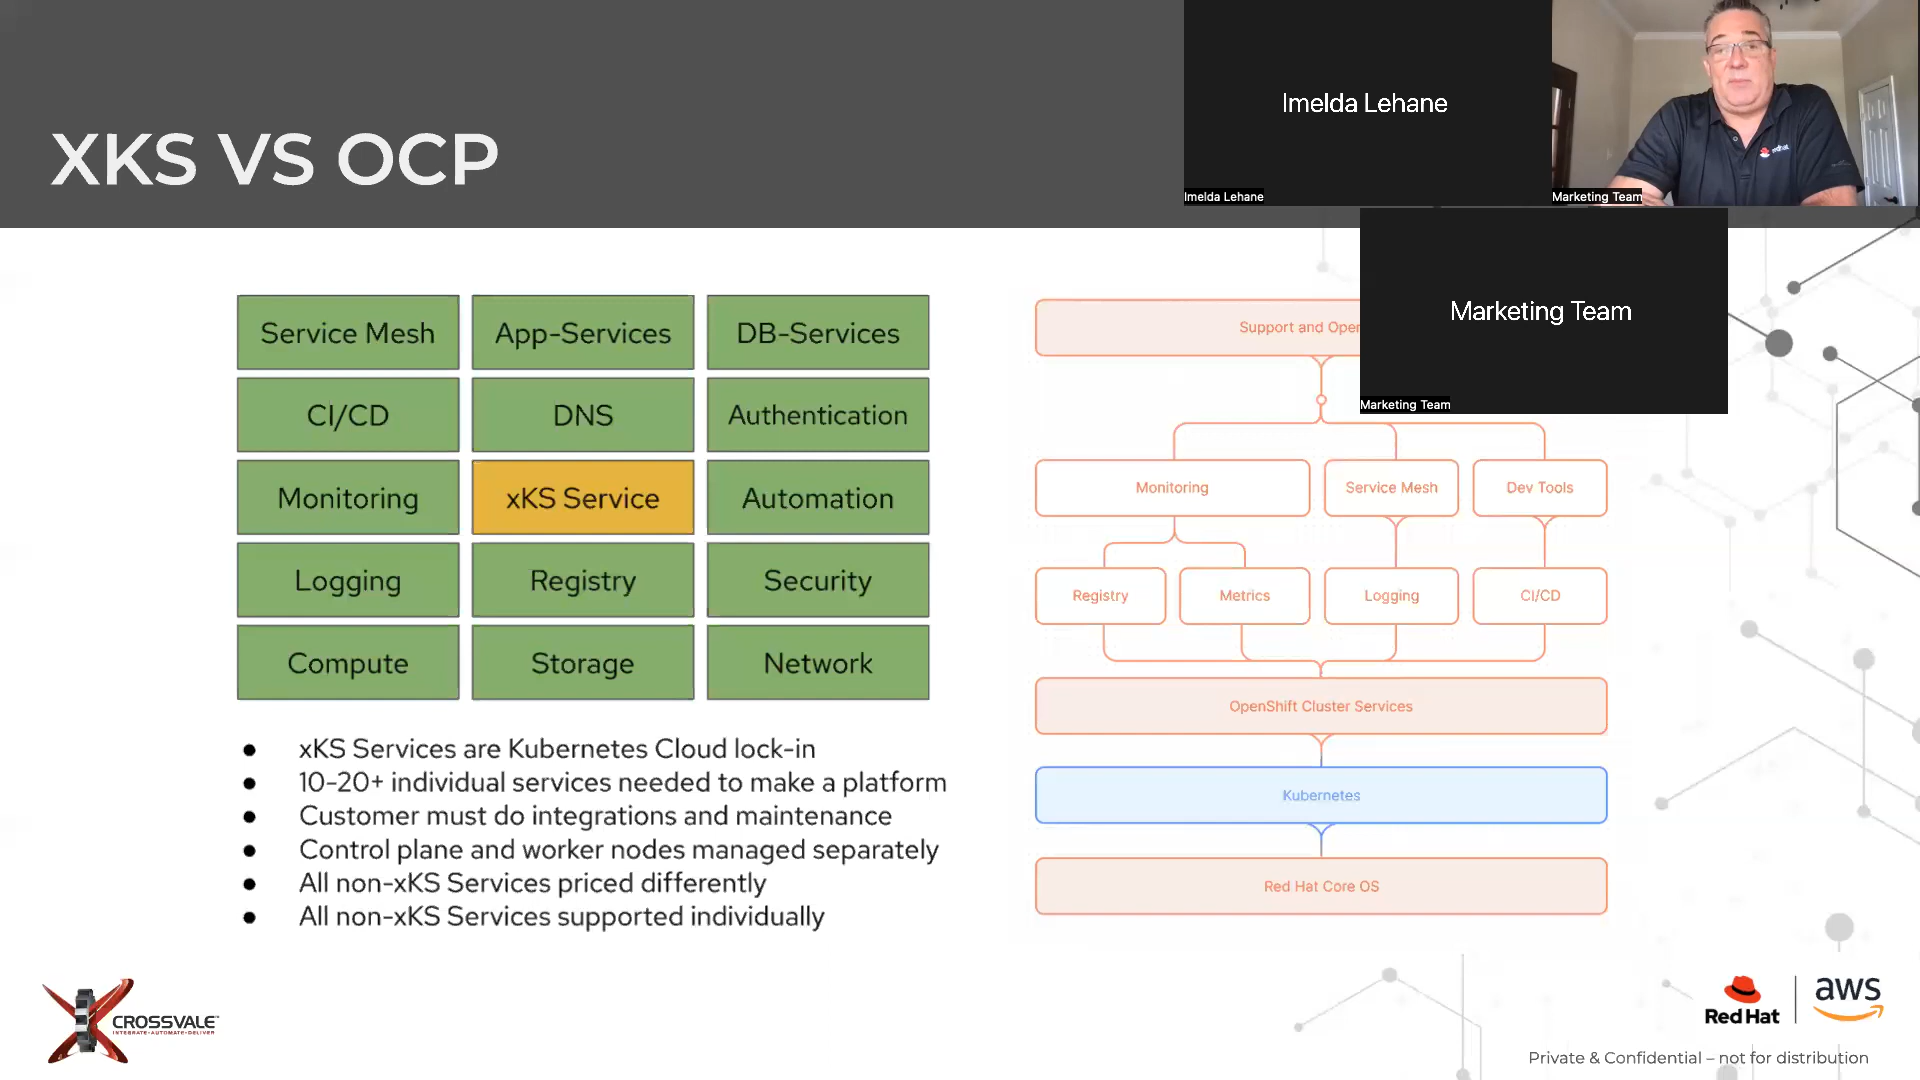 XKS VS OCP
Imelda Lehane
Imelda Lehane
redhat
Marketing Team
Marketing Team
Marketing Team
Service Mesh
App-Services
DB-Services
CI/CD
DNS
Authentication
Monitoring
xKS Service
Automation
Logging
Registry
Security
Compute
Storage
Network
● xKS Services are Kubernetes Cloud lock-in
● 10-20+ individual services needed to make a platform
● Customer must do integrations and maintenance
● Control plane and worker nodes managed separately
● All non-xKS Services priced differently
● All non-xKS Services supported individually
Support and Oper
Monitoring
Service Mesh
Dev Tools
Registry
Metrics
Logging
CI/CD
OpenShift Cluster Services
Kubernetes
Red Hat Core OS
CROSSVALE™
INTEGRATE-AUTOMATE-DELIVER
Red Hat
aws
Private & Confidential – not for distribution